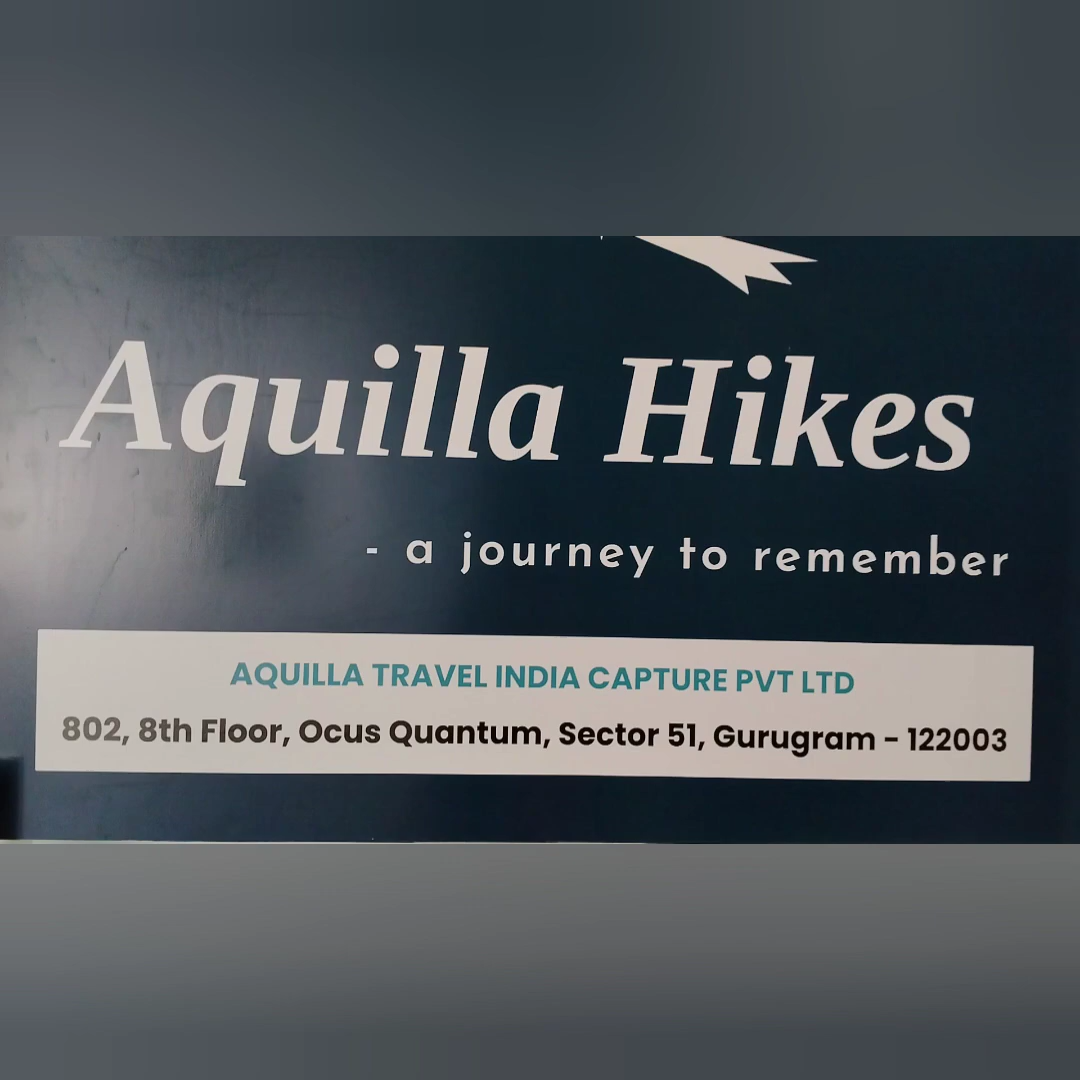 Aquilla Hikes
- a journey to remember
AQUILLA TRAVEL INDIA CAPTURE PVT LTD
802, 8th Floor, Ocus Quantum, Sector 51, Gurugram - 122003